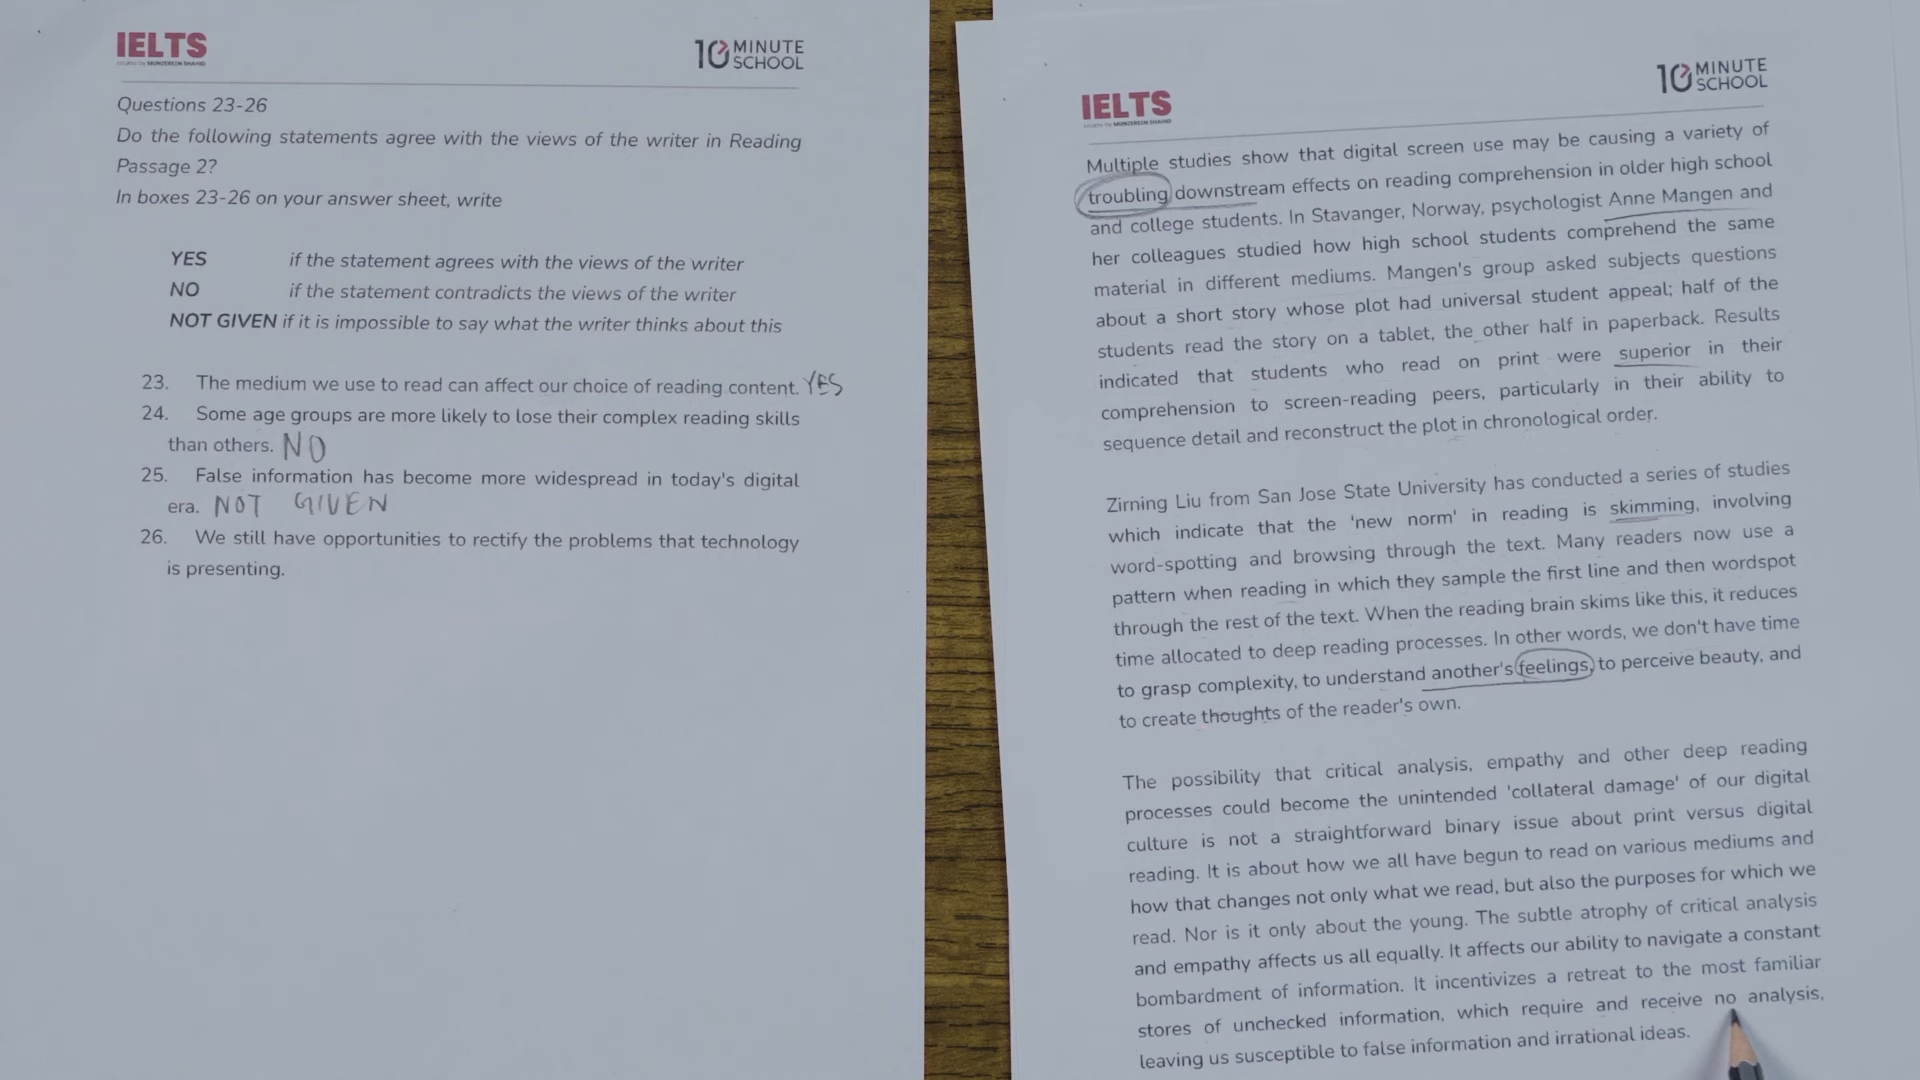 IELTS
10 MINUTE SCHOOL
Questions 23-26
Do the following statements agree with the views of the writer in Reading
Passage 2?
In boxes 23-26 on your answer sheet, write
YES if the statement agrees with the views of the writer
NO if the statement contradicts the views of the writer
NOT GIVEN if it is impossible to say what the writer thinks about this
23. The medium we use to read can affect our choice of reading content. YES
24. Some age groups are more likely to lose their complex reading skills
than others. NO
25. False information has become more widespread in today's digital
era. NOT GIVEN
26. We still have opportunities to rectify the problems that technology
is presenting.
IELTS
10 MINUTE SCHOOL
Multiple studies show that digital screen use may be causing a variety of
troubling downstream effects on reading comprehension in older high school
and college students. In Stavanger, Norway, psychologist Anne Mangen and
her colleagues studied how high school students comprehend the same
material in different mediums. Mangen's group asked subjects questions
about a short story whose plot had universal student appeal; half of the
students read the story on a tablet, the other half in paperback. Results
indicated that students who read on print were superior in their
comprehension to screen-reading peers, particularly in their ability to
sequence detail and reconstruct the plot in chronological order.
Zirning Liu from San Jose State University has conducted a series of studies
which indicate that the 'new norm' in reading is skimming, involving
word-spotting and browsing through the text. Many readers now use a
pattern when reading in which they sample the first line and then wordspot
through the rest of the text. When the reading brain skims like this, it reduces
time allocated to deep reading processes. In other words, we don't have time
to grasp complexity, to understand another's feelings, to perceive beauty, and
to create thoughts of the reader's own.
The possibility that critical analysis, empathy and other deep reading
processes could become the unintended 'collateral damage' of our digital
culture is not a straightforward binary issue about print versus digital
reading. It is about how we all have begun to read on various mediums and
how that changes not only what we read, but also the purposes for which we
read. Nor is it only about the young. The subtle atrophy of critical analysis
and empathy affects us all equally. It affects our ability to navigate a constant
bombardment of information. It incentivizes a retreat to the most familiar
stores of unchecked information, which require and receive no analysis,
leaving us susceptible to false information and irrational ideas.